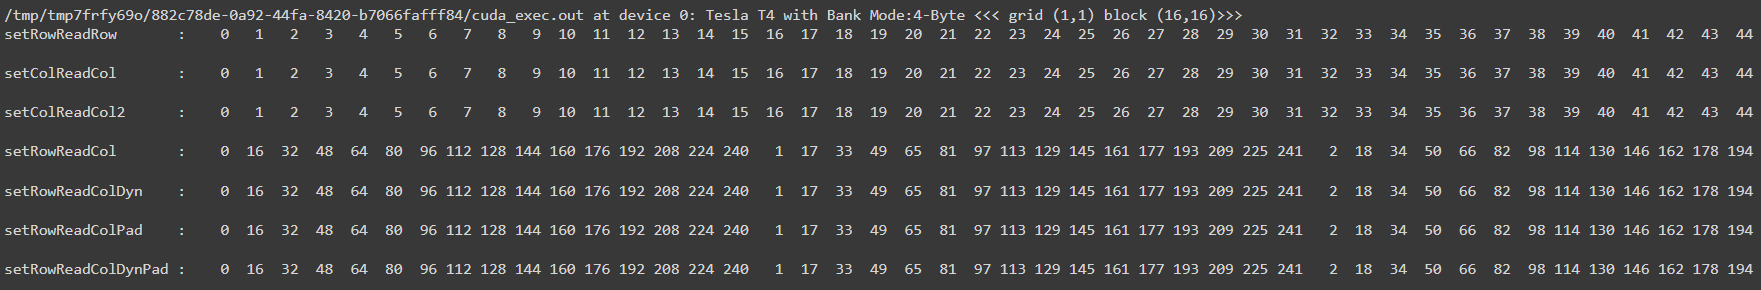 /tmp/tmp7frfy69o/882c78de-0a92-44fa-8420-b7066fafff84/cuda_exec.out at device 0: Tesla T4 with Bank Mode:4-Byte <<< grid (1,1) block (16,16)>>>
setRowReadRow : 0 1 2 3 4 5 6 7 8 9 10 11 12 13 14 15 16 17 18 19 20 21 22 23 24 25 26 27 28 29 30 31 32 33 34 35 36 37 38 39 40 41 42 43 44
setColReadCol : 0 1 2 3 4 5 6 7 8 9 10 11 12 13 14 15 16 17 18 19 20 21 22 23 24 25 26 27 28 29 30 31 32 33 34 35 36 37 38 39 40 41 42 43 44
setColReadCol2 : 0 1 2 3 4 5 6 7 8 9 10 11 12 13 14 15 16 17 18 19 20 21 22 23 24 25 26 27 28 29 30 31 32 33 34 35 36 37 38 39 40 41 42 43 44
setRowReadCol : 0 16 32 48 64 80 96 112 128 144 160 176 192 208 224 240 1 17 33 49 65 81 97 113 129 145 161 177 193 209 225 241 2 18 34 50 66 82 98 114 130 146 162 178 194
setRowReadColDyn : 0 16 32 48 64 80 96 112 128 144 160 176 192 208 224 240 1 17 33 49 65 81 97 113 129 145 161 177 193 209 225 241 2 18 34 50 66 82 98 114 130 146 162 178 194
setRowReadColPad : 0 16 32 48 64 80 96 112 128 144 160 176 192 208 224 240 1 17 33 49 65 81 97 113 129 145 161 177 193 209 225 241 2 18 34 50 66 82 98 114 130 146 162 178 194
setRowReadColDynPad : 0 16 32 48 64 80 96 112 128 144 160 176 192 208 224 240 1 17 33 49 65 81 97 113 129 145 161 177 193 209 225 241 2 18 34 50 66 82 98 114 130 146 162 178 194